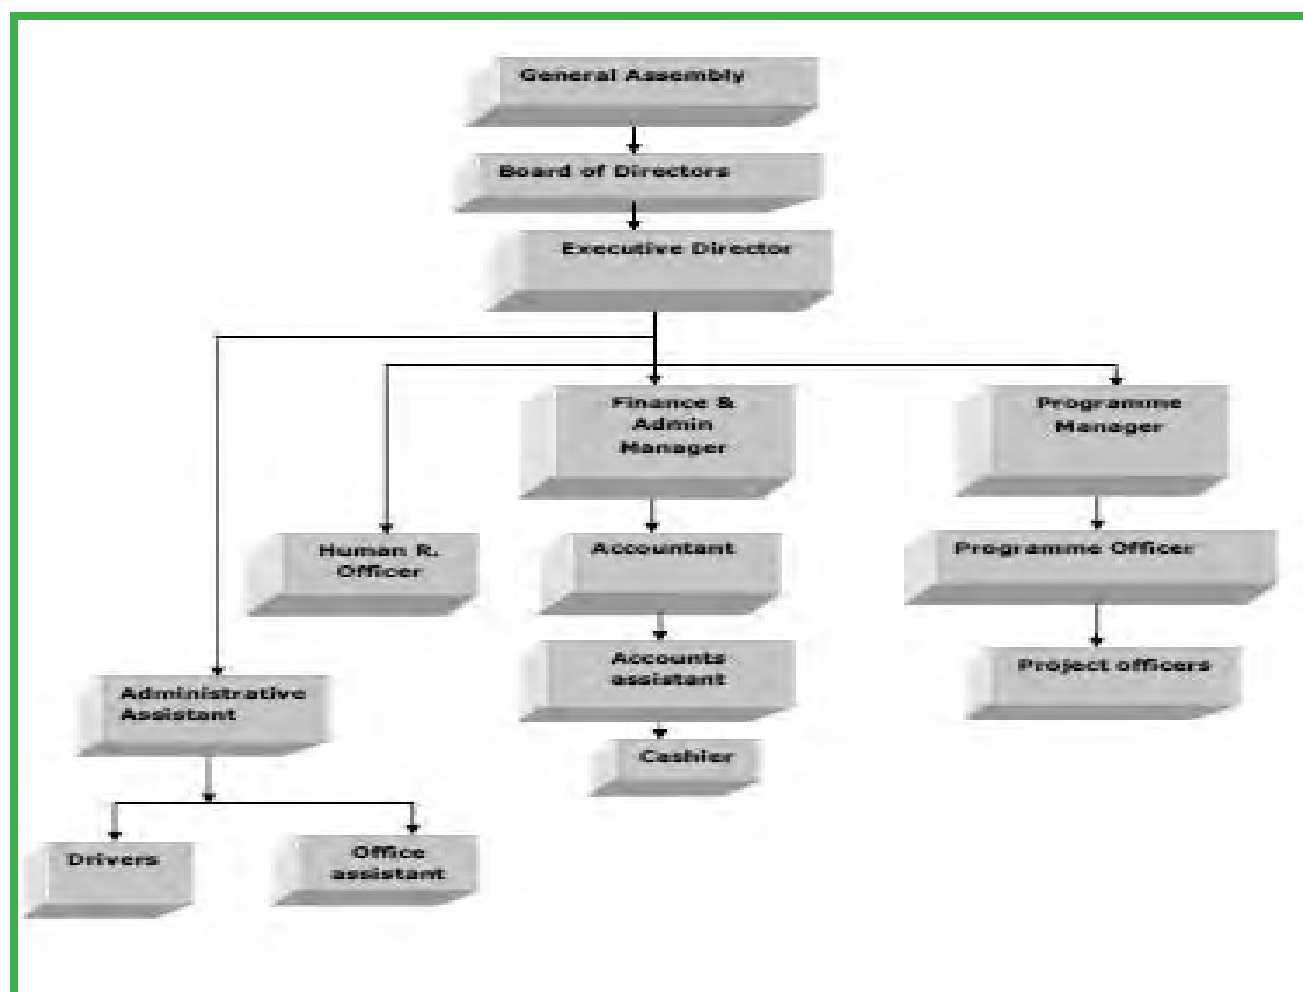 General Assembly
Board of Directors
Executive Director
Finance &
Admin
Manager
Programme
Manager
Human R.
Officer
Accountant
Programme Officer
Accounts
assistant
Project officers
Administrative
Assistant
Cashier
Drivers
Office
assistant